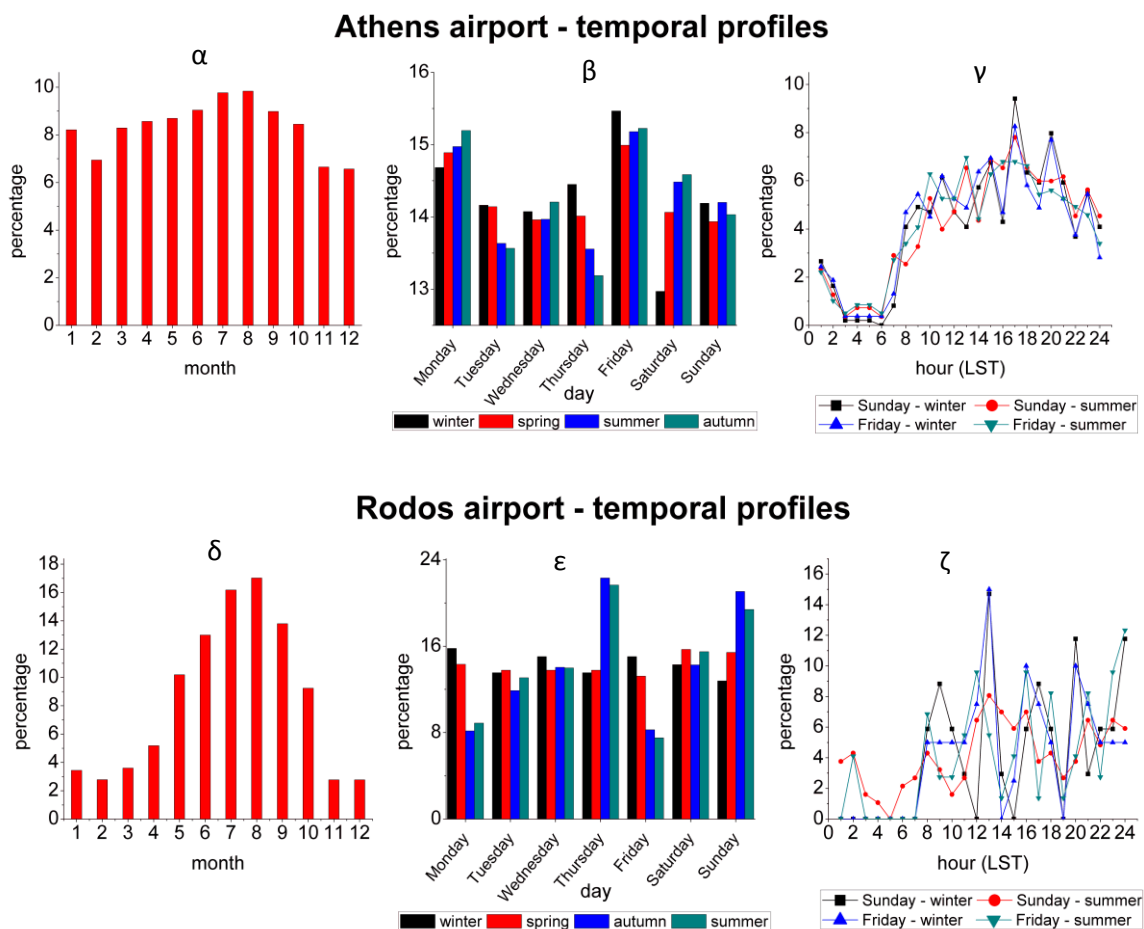 Athens airport - temporal profiles
α
percentage
10
8
6
4
2
0
1 2 3 4 5 6 7 8 9 10 11 12
month
β
percentage
16
15
14
13
Monday
Tuesday
Wednesday
Thursday
Friday
Saturday
Sunday
day
winter spring summer autumn
γ
percentage
10
8
6
4
2
0
0 2 4 6 8 10 12 14 16 18 20 22 24
hour (LST)
Sunday - winter Sunday - summer
Friday - winter Friday - summer
Rodos airport - temporal profiles
δ
percentage
18
16
14
12
10
8
6
4
2
0
1 2 3 4 5 6 7 8 9 10 11 12
month
ε
percentage
24
16
8
0
Monday
Tuesday
Wednesday
Thursday
Friday
Saturday
Sunday
day
winter spring autumn summer
ζ
percentage
16
14
12
10
8
6
4
2
0
0 2 4 6 8 10 12 14 16 18 20 22 24
hour (LST)
Sunday - winter Sunday - summer
Friday - winter Friday - summer